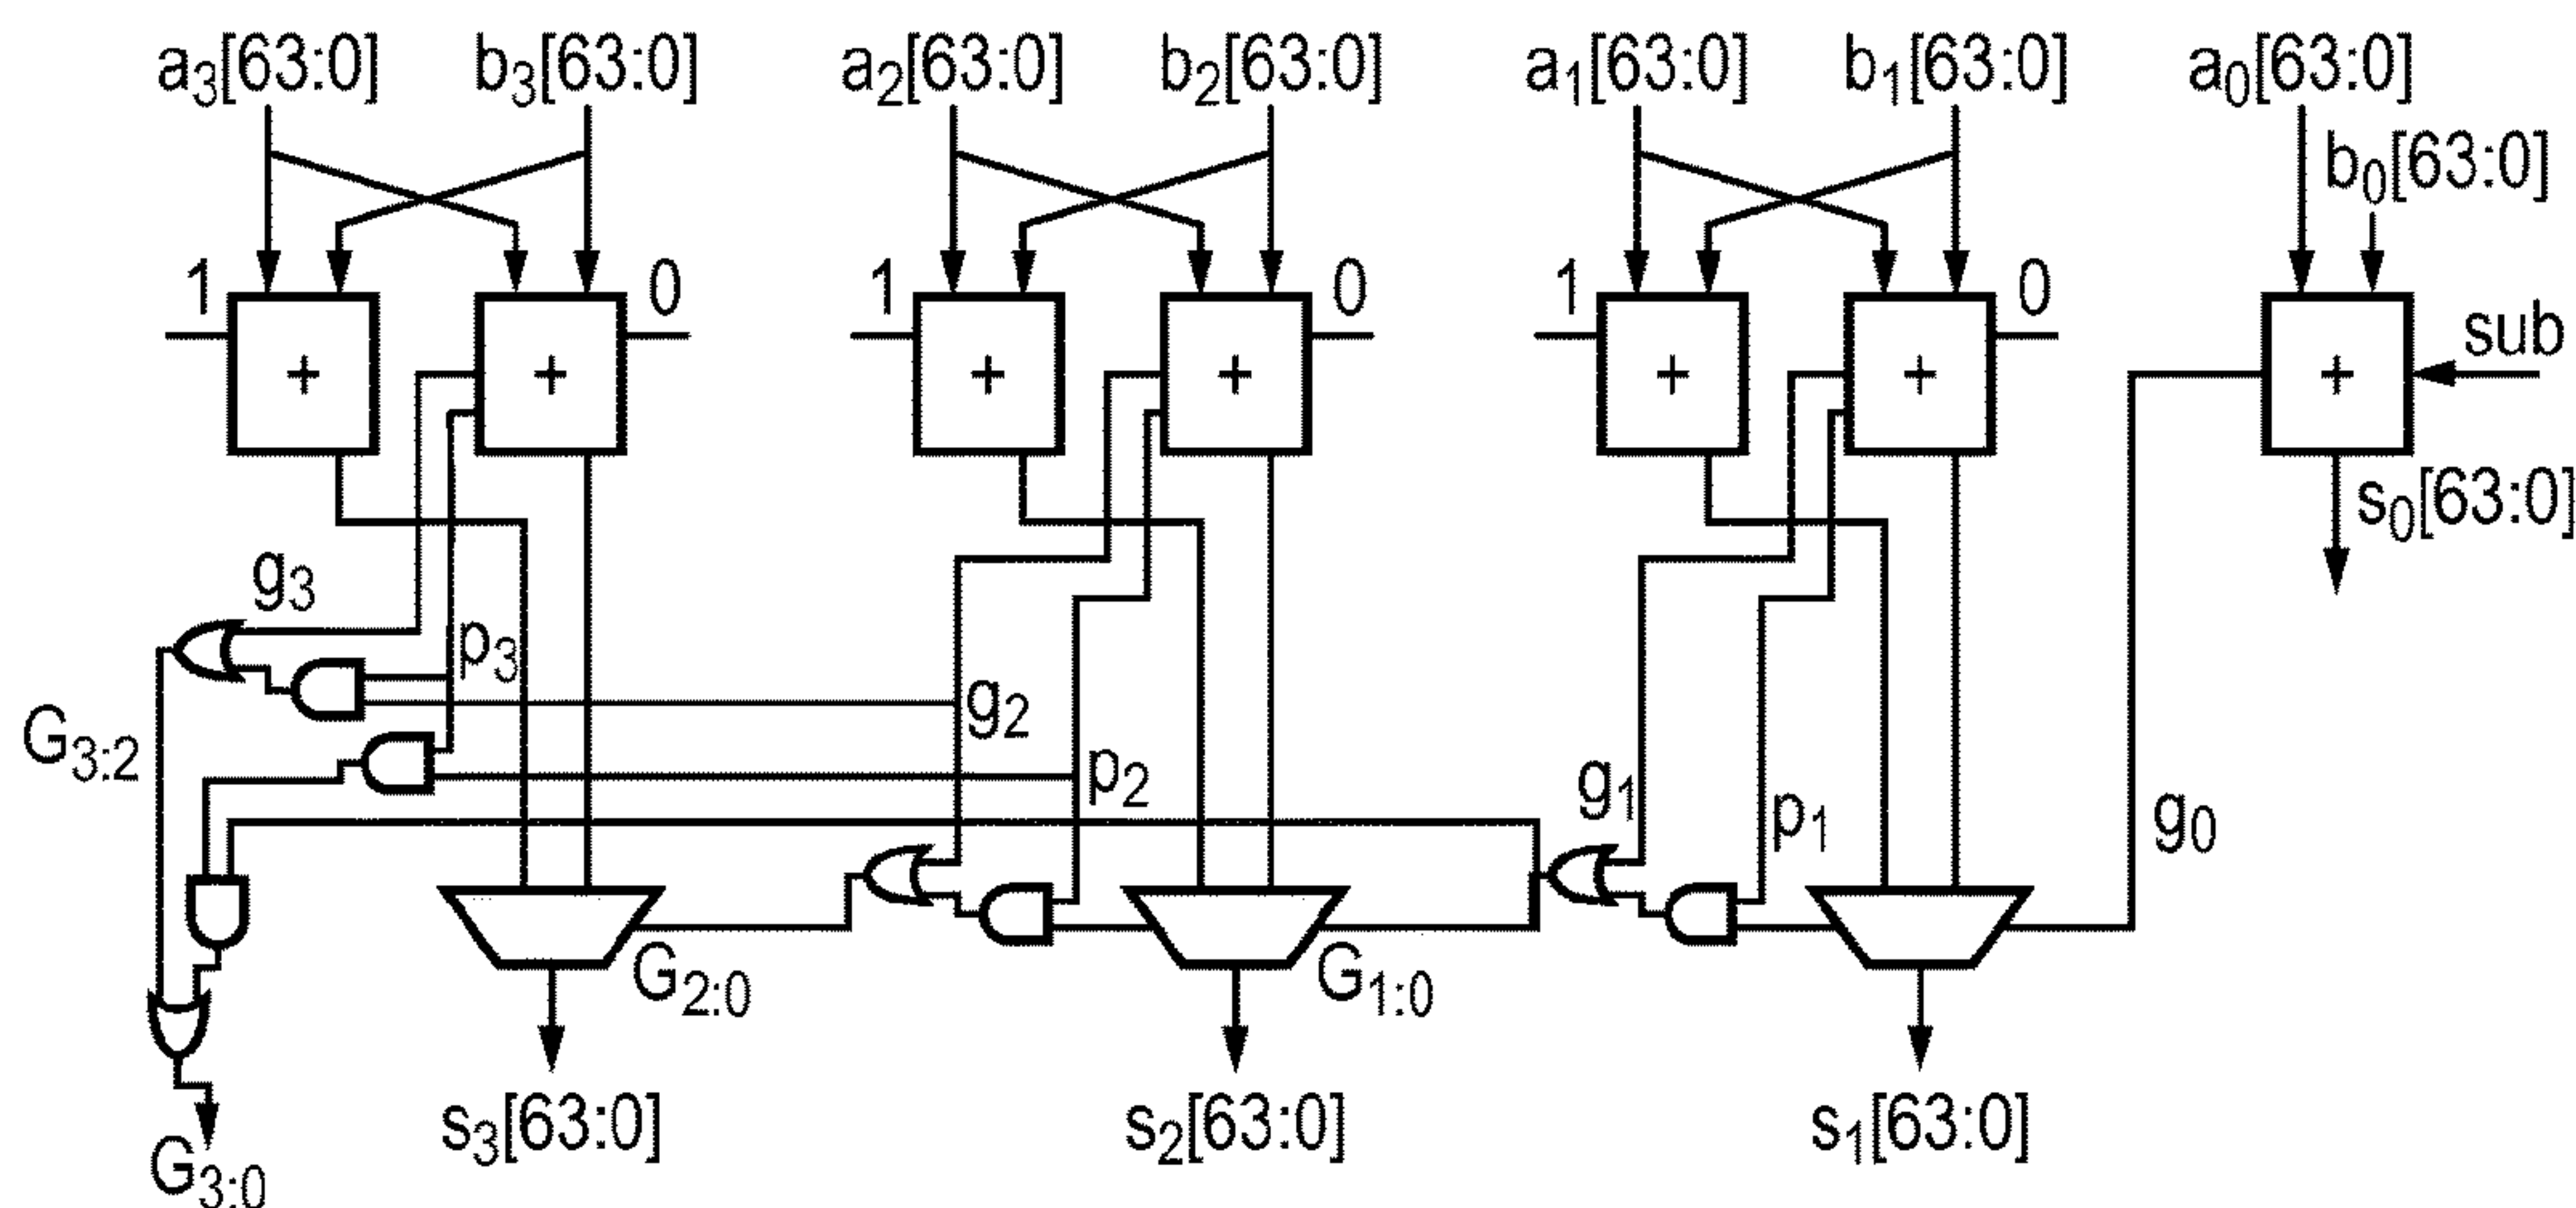 a3[63:0] b3[63:0] a2[63:0] b2[63:0] a1[63:0] b1[63:0] a0[63:0]
b0[63:0]
1 0 1 0 1 0 sub
+ + + + + + +
s0[63:0]
g3
p3
g2
G3:2
p2 g1 p1 g0
G2:0 G1:0
s3[63:0] s2[63:0] s1[63:0]
G3:0